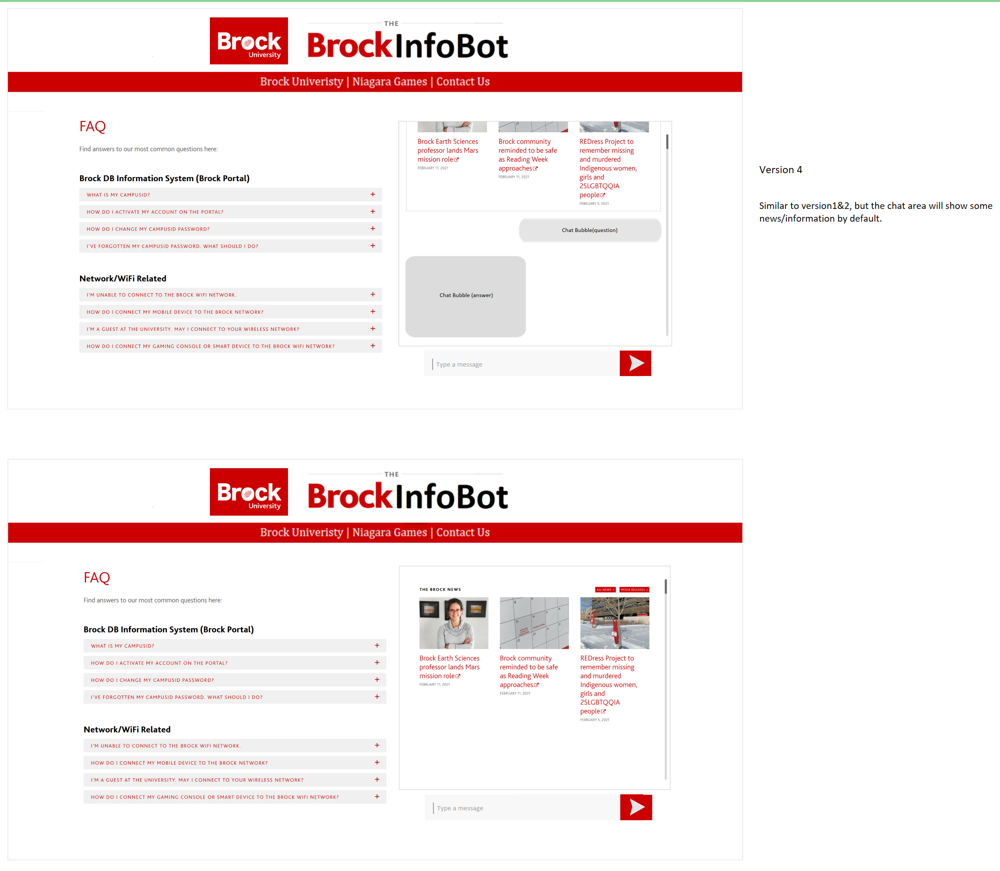 Brock
University
THE
BrockInfoBot
Brock Univeristy | Niagara Games | Contact Us
FAQ
Find answers to our most common questions here:
Brock DB Information System (Brock Portal)
WHAT IS MY CAMPUSID? +
HOW DO I ACTIVATE MY ACCOUNT ON THE PORTAL? +
HOW DO I CHANGE MY CAMPUSID PASSWORD? +
I'VE FORGOTTEN MY CAMPUSID PASSWORD. WHAT SHOULD I DO? +
Network/WiFi Related
I'M UNABLE TO CONNECT TO THE BROCK WIFI NETWORK. +
HOW DO I CONNECT MY MOBILE DEVICE TO THE BROCK NETWORK? +
I'M A GUEST AT THE UNIVERSITY. MAY I CONNECT TO YOUR WIRELESS NETWORK? +
HOW DO I CONNECT MY GAMING CONSOLE OR SMART DEVICE TO THE BROCK WIFI NETWORK? +
22
Brock Earth Sciences
professor lands Mars
mission role
FEBRUARY 11, 2021
Brock community
reminded to be safe
as Reading Week
approaches
FEBRUARY 11, 2021
REDress Project to
remember missing
and murdered
Indigenous women,
girls and
2SLGBTQQIA
people
FEBRUARY 5, 2021
Chat Bubble(question)
Chat Bubble (answer)
Type a message
Version 4
Similar to version1&2, but the chat area will show some
news/information by default.
Brock
University
THE
BrockInfoBot
Brock Univeristy | Niagara Games | Contact Us
FAQ
Find answers to our most common questions here:
Brock DB Information System (Brock Portal)
WHAT IS MY CAMPUSID? +
HOW DO I ACTIVATE MY ACCOUNT ON THE PORTAL? +
HOW DO I CHANGE MY CAMPUSID PASSWORD? +
I'VE FORGOTTEN MY CAMPUSID PASSWORD. WHAT SHOULD I DO? +
Network/WiFi Related
I'M UNABLE TO CONNECT TO THE BROCK WIFI NETWORK. +
HOW DO I CONNECT MY MOBILE DEVICE TO THE BROCK NETWORK? +
I'M A GUEST AT THE UNIVERSITY. MAY I CONNECT TO YOUR WIRELESS NETWORK? +
HOW DO I CONNECT MY GAMING CONSOLE OR SMART DEVICE TO THE BROCK WIFI NETWORK? +
THE BROCK NEWS
ALL NEWS >
MEDIA RELEASES >
8 9
15 16 17 18
22 23 24 25
BROCK
Brock Earth Sciences
professor lands Mars
mission role
FEBRUARY 11, 2021
Brock community
reminded to be safe
as Reading Week
approaches
FEBRUARY 11, 2021
REDress Project to
remember missing
and murdered
Indigenous women,
girls and
2SLGBTQQIA
people
FEBRUARY 5, 2021
Type a message